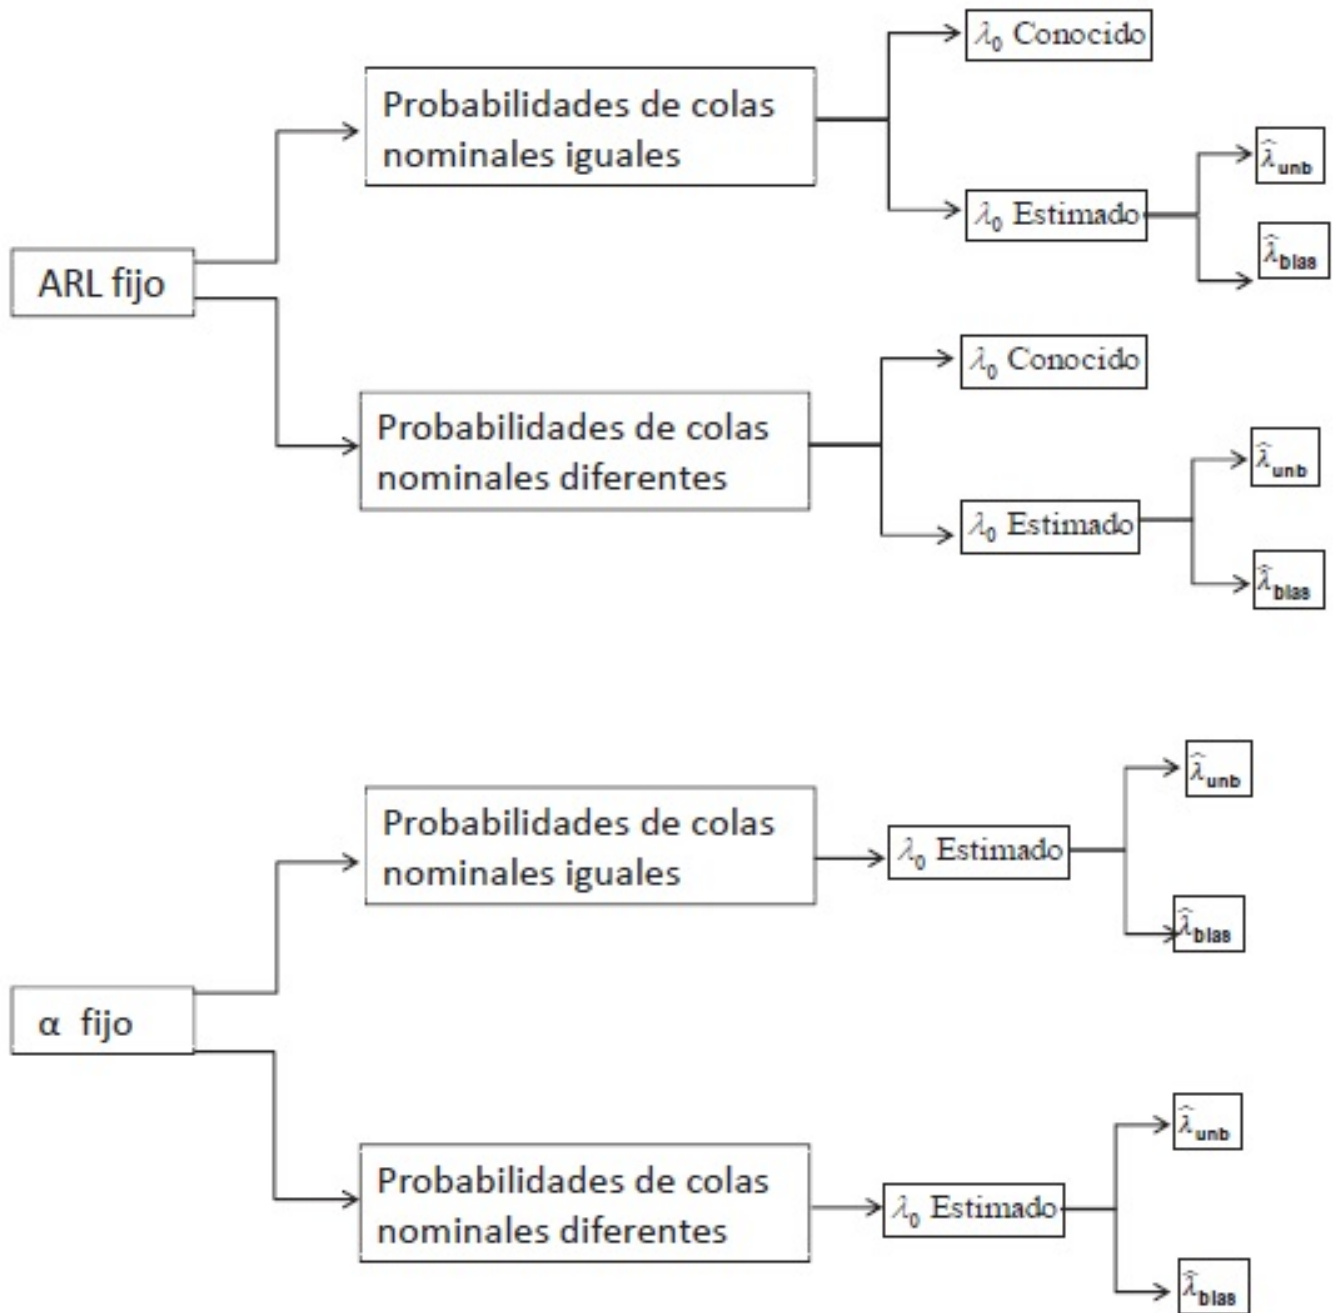 λ₀ Conocido
Probabilidades de colas
nominales iguales
λ̂unb
λ₀ Estimado
λ̂bias
ARL fijo
λ₀ Conocido
Probabilidades de colas
nominales diferentes
λ̂unb
λ₀ Estimado
λ̂bias
λ̂unb
Probabilidades de colas
nominales iguales
λ₀ Estimado
λ̂bias
α fijo
λ̂unb
Probabilidades de colas
nominales diferentes
λ₀ Estimado
λ̂bias